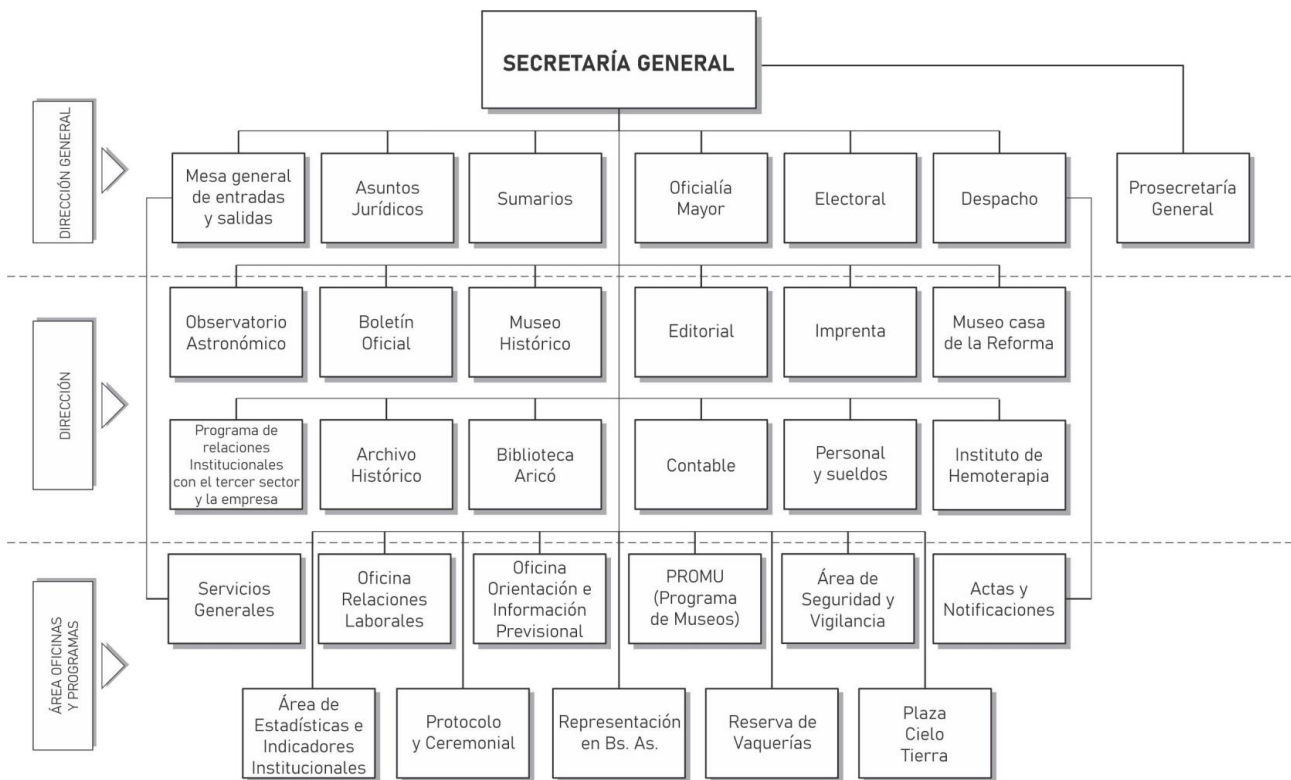 SECRETARÍA GENERAL
DIRECCIÓN GENERAL
Mesa general
de entradas
y salidas
Asuntos
Jurídicos
Sumarios
Oficialía
Mayor
Electoral
Despacho
Prosecretaría
General
DIRECCIÓN
Observatorio
Astronómico
Boletín
Oficial
Museo
Histórico
Editorial
Imprenta
Museo casa
de la Reforma
Programa de
relaciones
Institucionales
con el tercer sector
y la empresa
Archivo
Histórico
Biblioteca
Aricó
Contable
Personal
y sueldos
Instituto de
Hemoterapia
ÁREA OFICINAS
Y PROGRAMAS
Servicios
Generales
Oficina
Relaciones
Laborales
Oficina
Orientación e
Información
Previsional
PROMU
(Programa
de Museos)
Área de
Seguridad y
Vigilancia
Actas y
Notificaciones
Área de
Estadísticas e
Indicadores
Institucionales
Protocolo
y Ceremonial
Representación
en Bs. As.
Reserva de
Vaquerías
Plaza
Cielo
Tierra